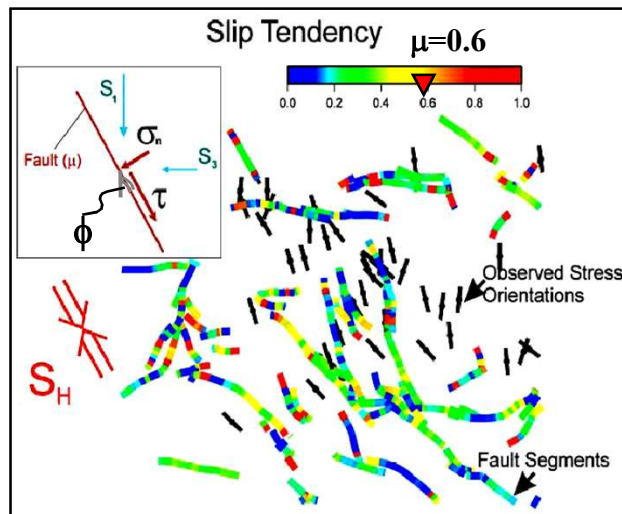 Slip Tendency
μ=0.6
0.0 0.2 0.4 0.6 0.8 1.0
S1
Fault (μ)
σn
S3
τ
ϕ
Observed Stress
Orientations
SH
Fault Segments